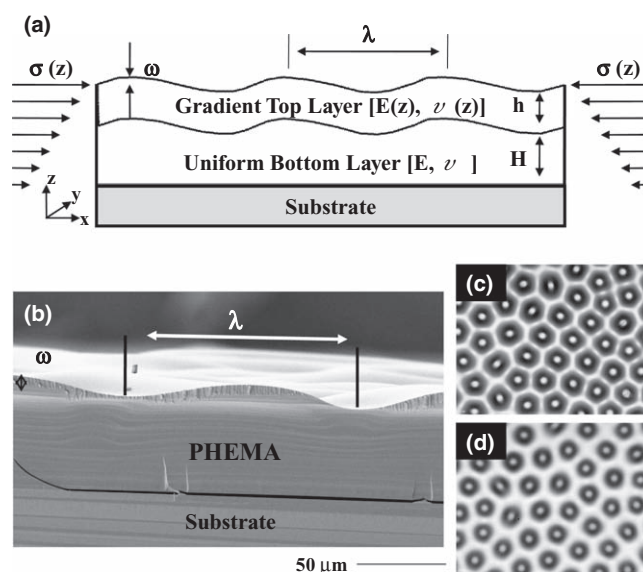 (a)
λ
σ (z)
ω
σ (z)
Gradient Top Layer [E(z), ν (z)]
h
Uniform Bottom Layer [E, ν ]
H
z
y
x
Substrate
(b)
λ
ω
PHEMA
Substrate
50 μm
(c)
(d)